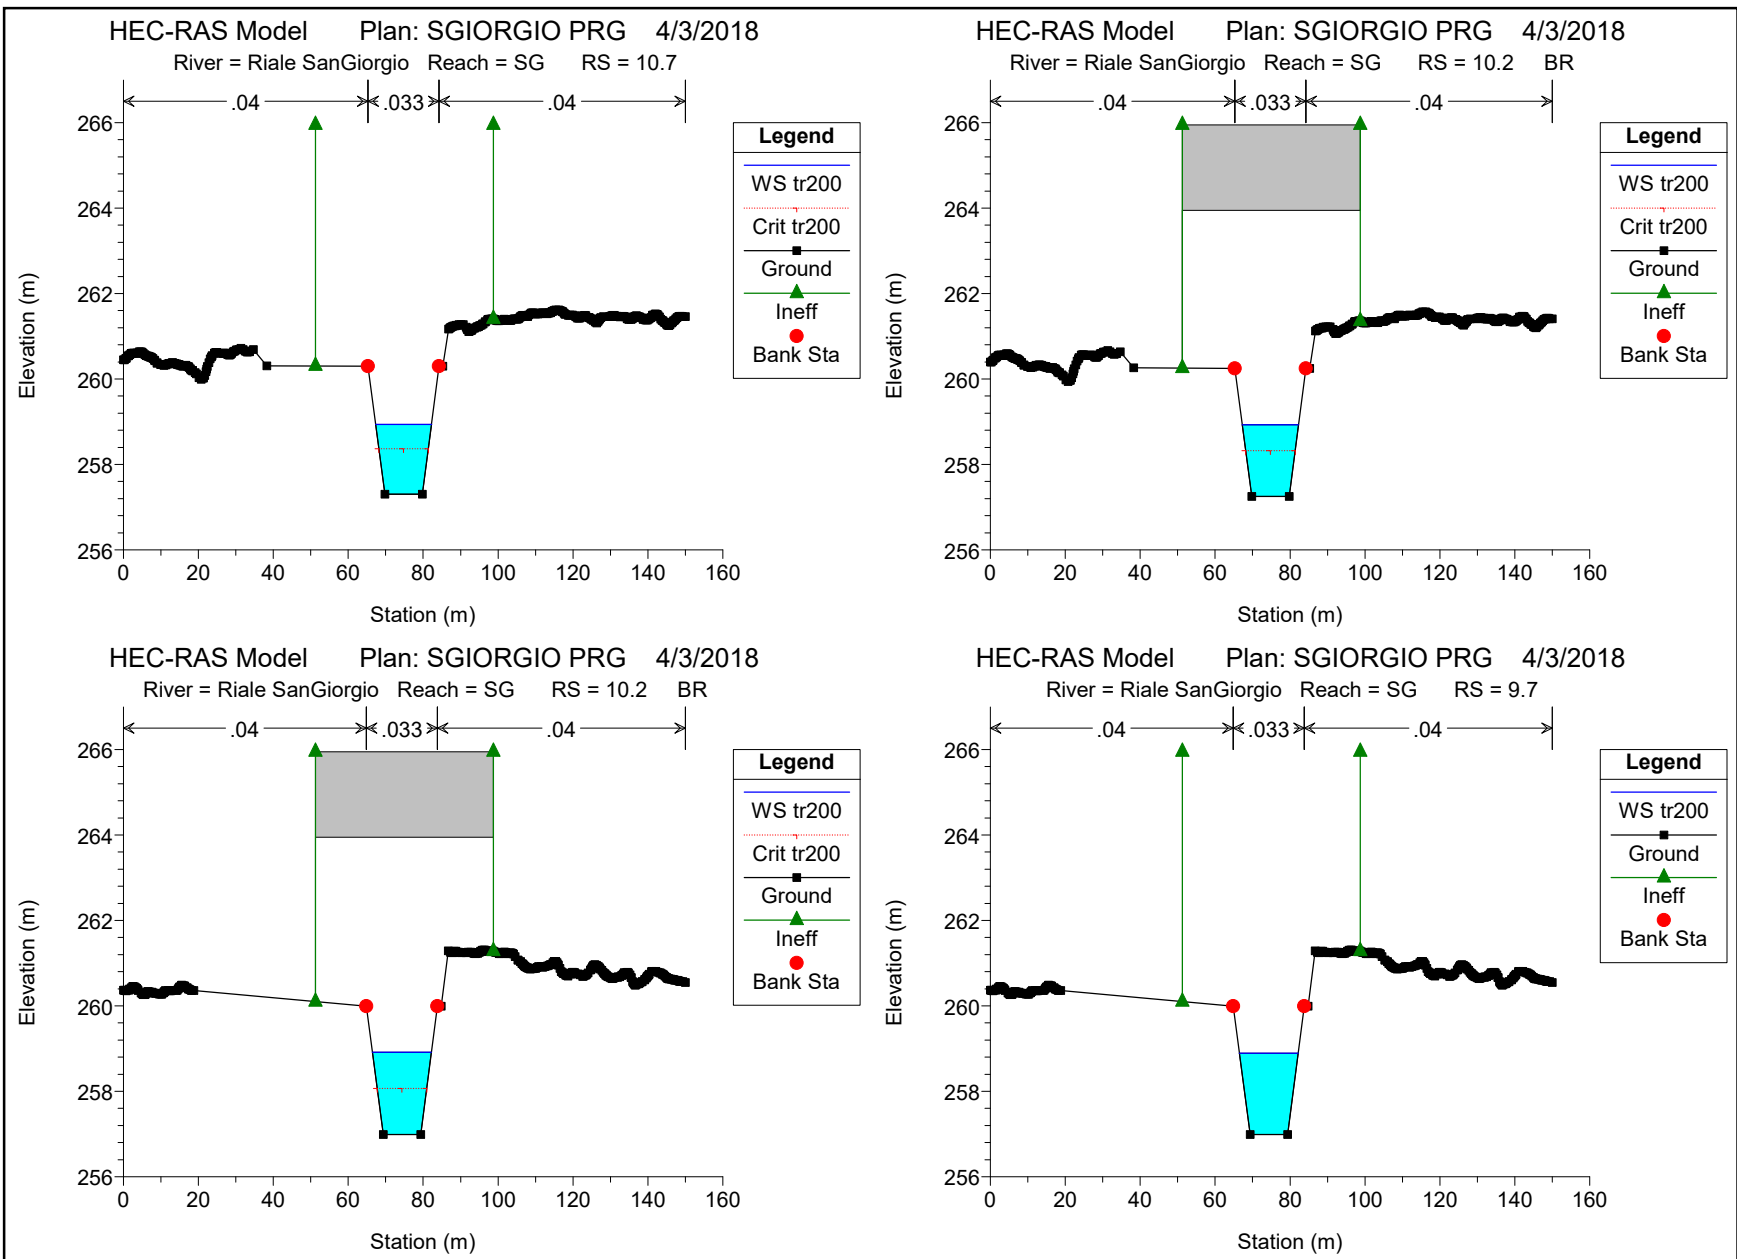 HEC-RAS Model Plan: SGIORGIO PRG 4/3/2018
River = Riale SanGiorgio Reach = SG RS = 10.7
.04 .033 .04
266
264
262
260
258
256
Elevation (m)
0 20 40 60 80 100 120 140 160
Station (m)
Legend
WS tr200
Crit tr200
Ground
Ineff
Bank Sta
HEC-RAS Model Plan: SGIORGIO PRG 4/3/2018
River = Riale SanGiorgio Reach = SG RS = 10.2 BR
.04 .033 .04
266
264
262
260
258
256
Elevation (m)
0 20 40 60 80 100 120 140 160
Station (m)
Legend
WS tr200
Crit tr200
Ground
Ineff
Bank Sta
HEC-RAS Model Plan: SGIORGIO PRG 4/3/2018
River = Riale SanGiorgio Reach = SG RS = 10.2 BR
.04 .033 .04
266
264
262
260
258
256
Elevation (m)
0 20 40 60 80 100 120 140 160
Station (m)
Legend
WS tr200
Crit tr200
Ground
Ineff
Bank Sta
HEC-RAS Model Plan: SGIORGIO PRG 4/3/2018
River = Riale SanGiorgio Reach = SG RS = 9.7
.04 .033 .04
266
264
262
260
258
256
Elevation (m)
0 20 40 60 80 100 120 140 160
Station (m)
Legend
WS tr200
Ground
Ineff
Bank Sta